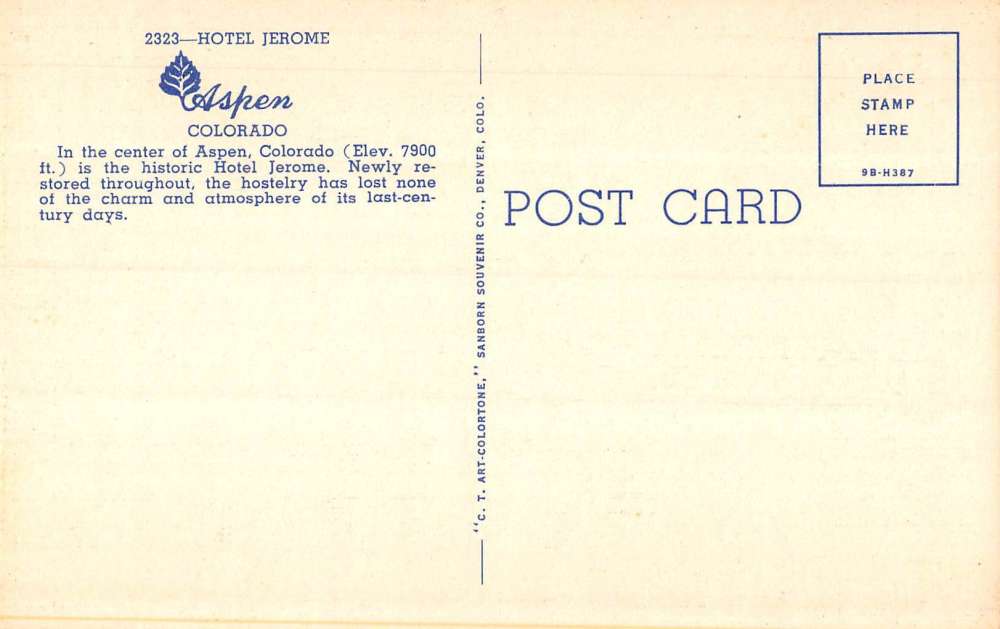 2323—HOTEL JEROME
Aspen
COLORADO
In the center of Aspen, Colorado (Elev. 7900
ft.) is the historic Hotel Jerome. Newly re-
stored throughout, the hostelry has lost none
of the charm and atmosphere of its last-cen-
tury days.
"C. T. ART-COLORTONE," SANBORN SOUVENIR CO., DENVER, COLO.
POST CARD
PLACE
STAMP
HERE
9B-H387